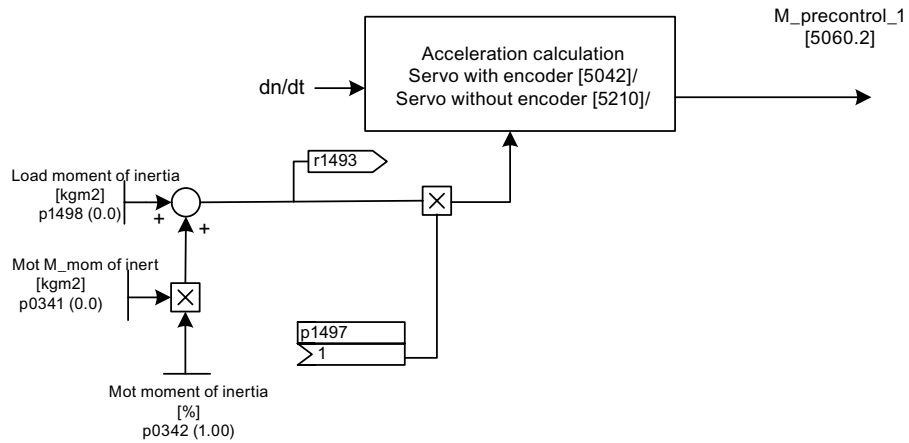 M_precontrol_1
[5060.2]
Acceleration calculation
Servo with encoder [5042]/
Servo without encoder [5210]/
dn/dt
r1493
Load moment of inertia
[kgm2]
p1498 (0.0)
+
+
Mot M_mom of inert
[kgm2]
p0341 (0.0)
p1497
1
Mot moment of inertia
[%]
p0342 (1.00)